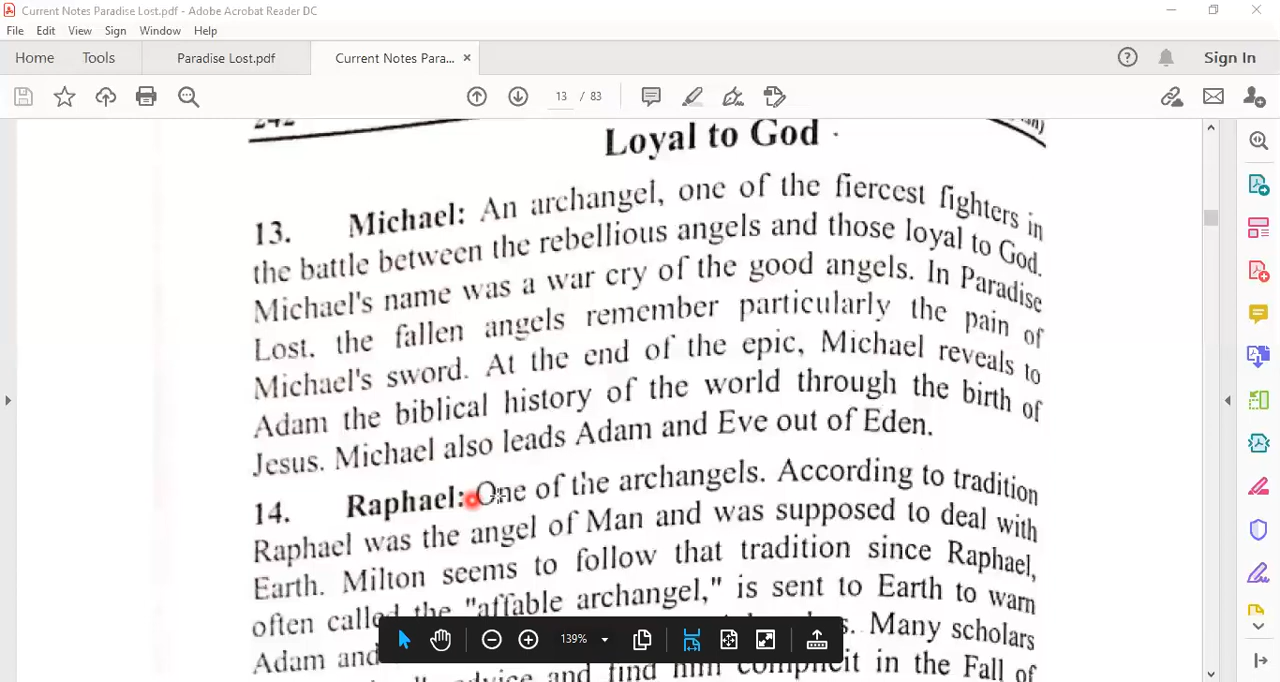 Current Notes Paradise Lost.pdf - Adobe Acrobat Reader DC
File Edit View Sign Window Help
Home Tools Paradise Lost.pdf Current Notes Para... × Sign In
13 / 83
242
Loyal to God
13. Michael: An archangel, one of the fiercest fighters in
the battle between the rebellious angels and those loyal to God.
Michael's name was a war cry of the good angels. In Paradise
Lost. the fallen angels remember particularly the pain of
Michael's sword. At the end of the epic, Michael reveals to
Adam the biblical history of the world through the birth of
Jesus. Michael also leads Adam and Eve out of Eden.
14. Raphael: One of the archangels. According to tradition
Raphael was the angel of Man and was supposed to deal with
Earth. Milton seems to follow that tradition since Raphael,
often called the "affable archangel," is sent to Earth to warn
Adam and Many scholars
advice and find him complicit in the Fall of
139%